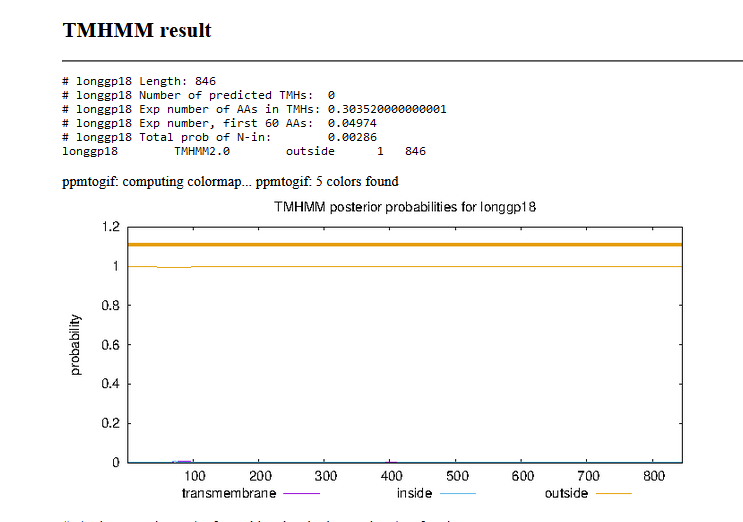 TMHMM result
# longgp18 Length: 846
# longgp18 Number of predicted TMHs:  0
# longgp18 Exp number of AAs in TMHs: 0.303520000000001
# longgp18 Exp number, first 60 AAs:  0.04974
# longgp18 Total prob of N-in:        0.00286
longgp18        TMHMM2.0        outside      1   846
ppmtogif: computing colormap... ppmtogif: 5 colors found
TMHMM posterior probabilities for longgp18
1.2
1
0.8
0.6
0.4
0.2
0
probability
100 200 300 400 500 600 700 800
transmembrane inside outside